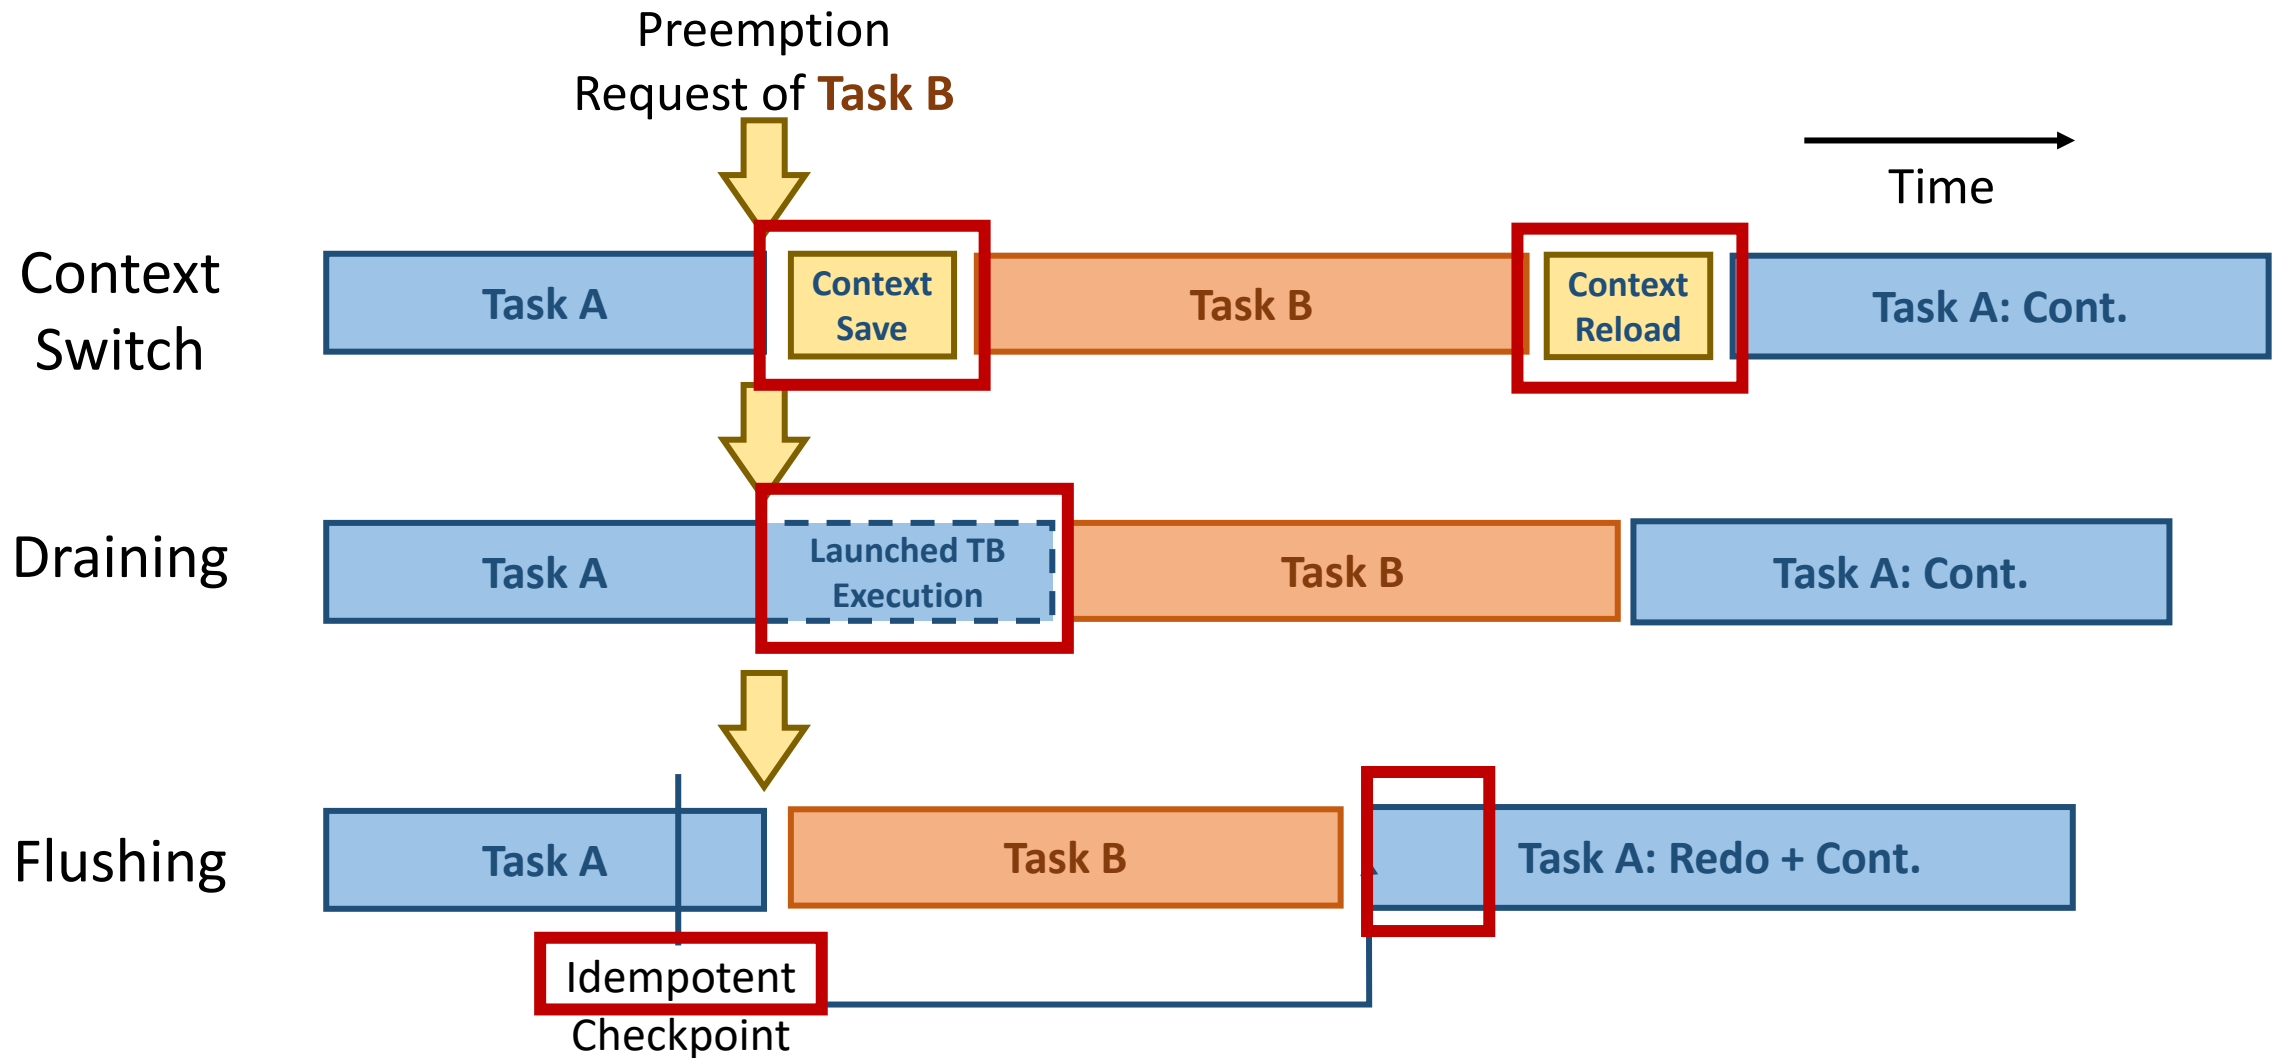 Preemption
Request of Task B
Time
Context
Switch
Task A
Context
Save
Task B
Context
Reload
Task A: Cont.
Draining
Task A
Launched TB
Execution
Task B
Task A: Cont.
Flushing
Task A
Task B
Task A: Redo + Cont.
Idempotent
Checkpoint